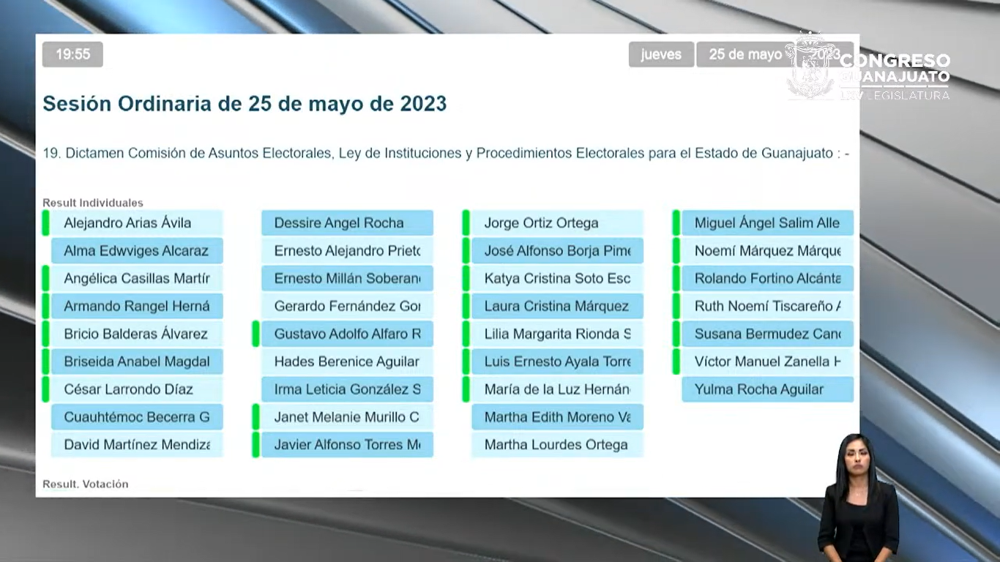 19:55
jueves
25 de mayo
2023
CONGRESO
GUANAJUATO
LXV LEGISLATURA
Sesión Ordinaria de 25 de mayo de 2023
19. Dictamen Comisión de Asuntos Electorales, Ley de Instituciones y Procedimientos Electorales para el Estado de Guanajuato : -
Result Individuales
Alejandro Arias Ávila
Alma Edwviges Alcaraz
Angélica Casillas Martír
Armando Rangel Herná
Bricio Balderas Álvarez
Briseida Anabel Magdal
César Larrondo Díaz
Cuauhtémoc Becerra G
David Martínez Mendiza
Dessire Angel Rocha
Ernesto Alejandro Prieto
Ernesto Millán Soberan
Gerardo Fernández Gor
Gustavo Adolfo Alfaro R
Hades Berenice Aguilar
Irma Leticia González S
Janet Melanie Murillo C
Javier Alfonso Torres Me
Jorge Ortiz Ortega
José Alfonso Borja Pime
Katya Cristina Soto Esc
Laura Cristina Márquez
Lilia Margarita Rionda S
Luis Ernesto Ayala Torre
María de la Luz Hernán
Martha Edith Moreno Va
Martha Lourdes Ortega
Miguel Ángel Salim Alle
Noemí Márquez Márque
Rolando Fortino Alcánta
Ruth Noemí Tiscareño A
Susana Bermudez Canc
Víctor Manuel Zanella H
Yulma Rocha Aguilar
Result. Votación